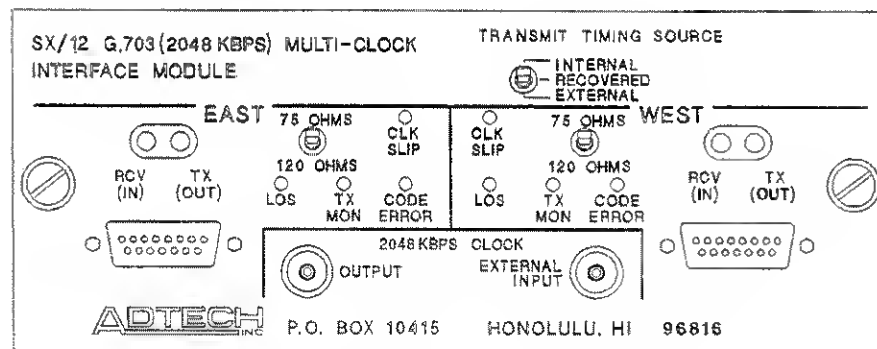 SX/12 G.703 (2048 KBPS) MULTI-CLOCK
INTERFACE MODULE
TRANSMIT TIMING SOURCE
INTERNAL
RECOVERED
EXTERNAL
EAST
75 OHMS
120 OHMS
CLK
SLIP
RCV
(IN)
TX
(OUT)
LOS
TX
MON
CODE
ERROR
WEST
CLK
SLIP
75 OHMS
120 OHMS
LOS
TX
MON
CODE
ERROR
RCV
(IN)
TX
(OUT)
2048 KBPS CLOCK
OUTPUT
EXTERNAL
INPUT
ADTECH INC
P.O. BOX 10415 HONOLULU, HI 96816